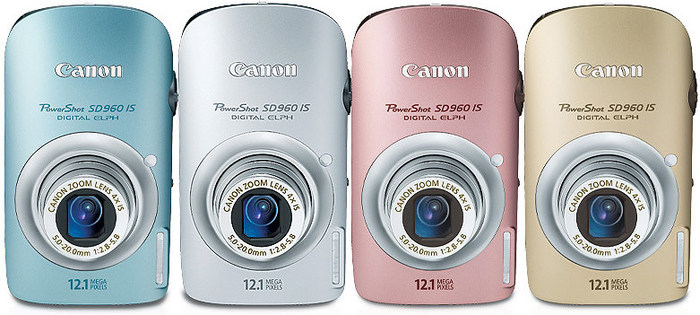 Canon
PowerShot SD960 IS
DIGITAL ELPH
CANON ZOOM LENS 4X IS
5.0-20.0mm 1:2.8-5.8
12.1 MEGA PIXELS
Canon
PowerShot SD960 IS
DIGITAL ELPH
CANON ZOOM LENS 4X IS
5.0-20.0mm 1:2.8-5.8
12.1 MEGA PIXELS
Canon
PowerShot SD960 IS
DIGITAL ELPH
CANON ZOOM LENS 4X IS
5.0-20.0mm 1:2.8-5.8
12.1 MEGA PIXELS
Canon
PowerShot SD960 IS
DIGITAL ELPH
CANON ZOOM LENS 4X IS
5.0-20.0mm 1:2.8-5.8
12.1 MEGA PIXELS